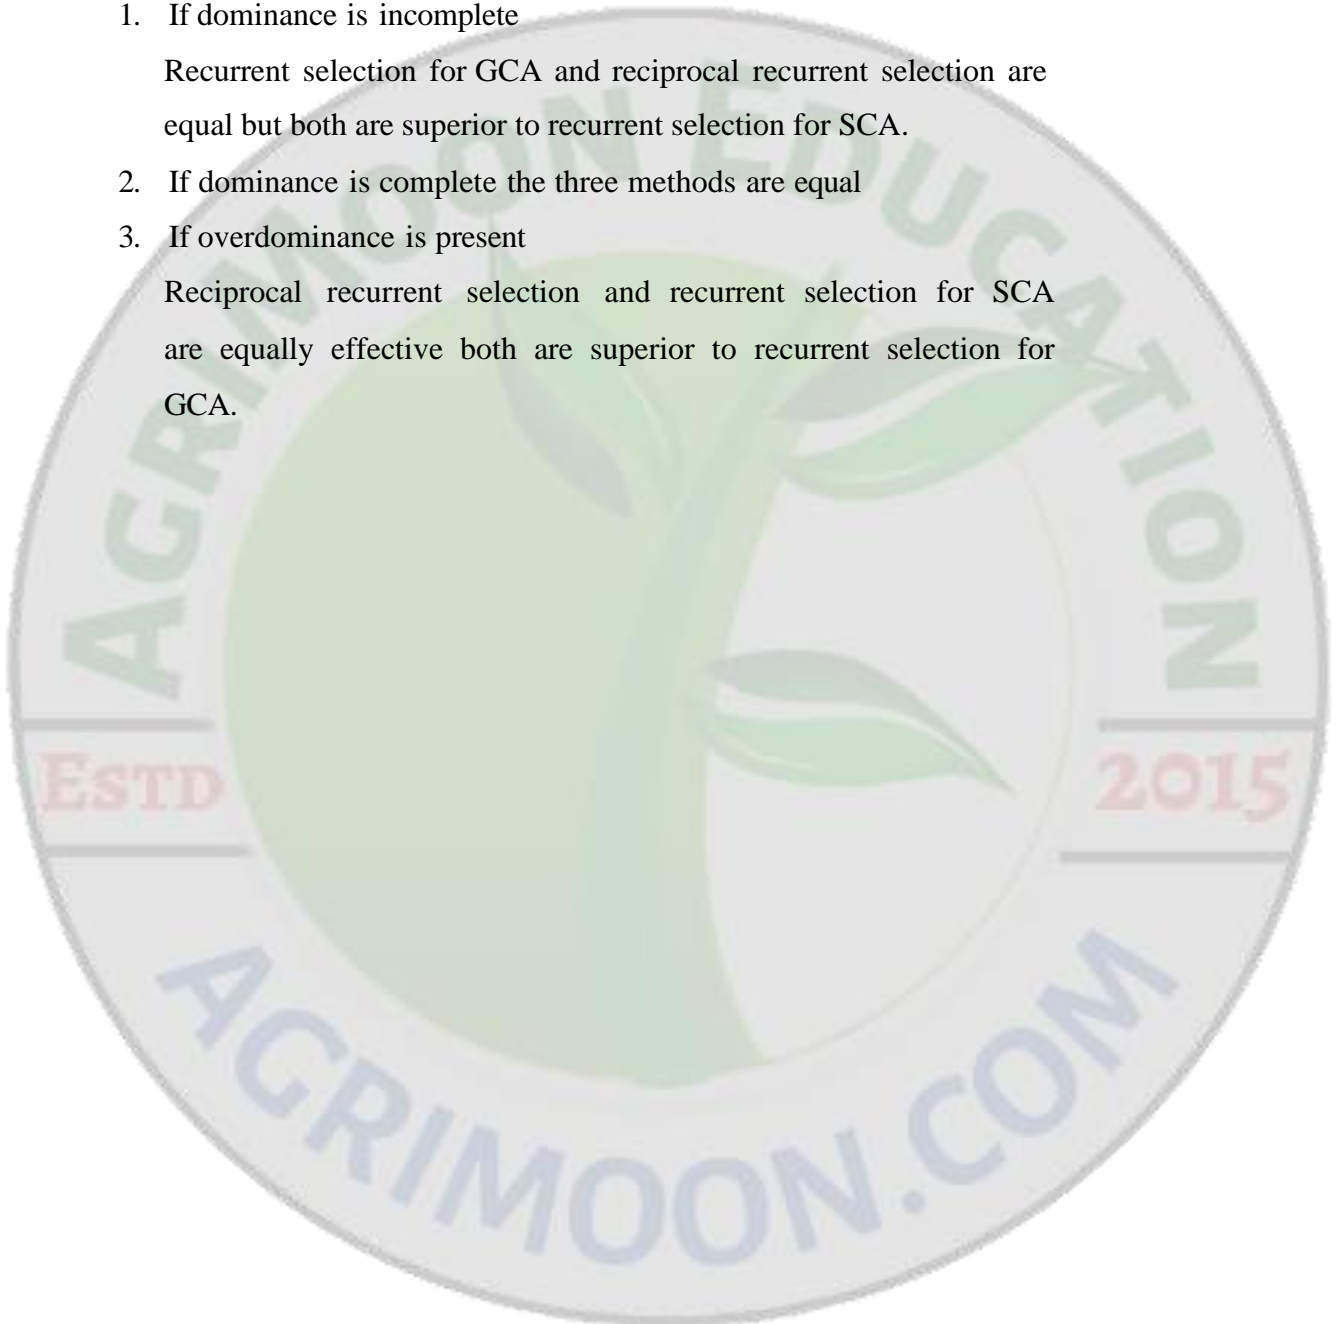 1. If dominance is incomplete
Recurrent selection for GCA and reciprocal recurrent selection are
equal but both are superior to recurrent selection for SCA.
2. If dominance is complete the three methods are equal
3. If overdominance is present
Reciprocal recurrent selection and recurrent selection for SCA
are equally effective both are superior to recurrent selection for
GCA.
AGRIMOON EDUCATION
ESTD 2015
AGRIMOON.COM